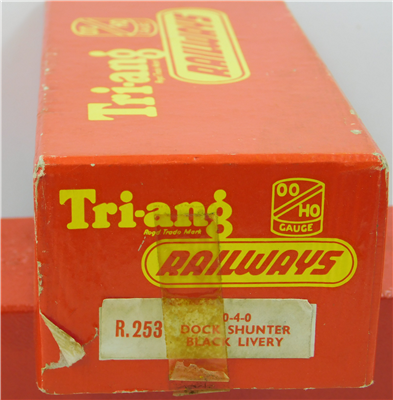 Tri-ang
RAILWAYS
Tri-ang
Regd Trade Mark
RAILWAYS
OO
HO
GAUGE
R.253
0-4-0
DOCK SHUNTER
BLACK LIVERY